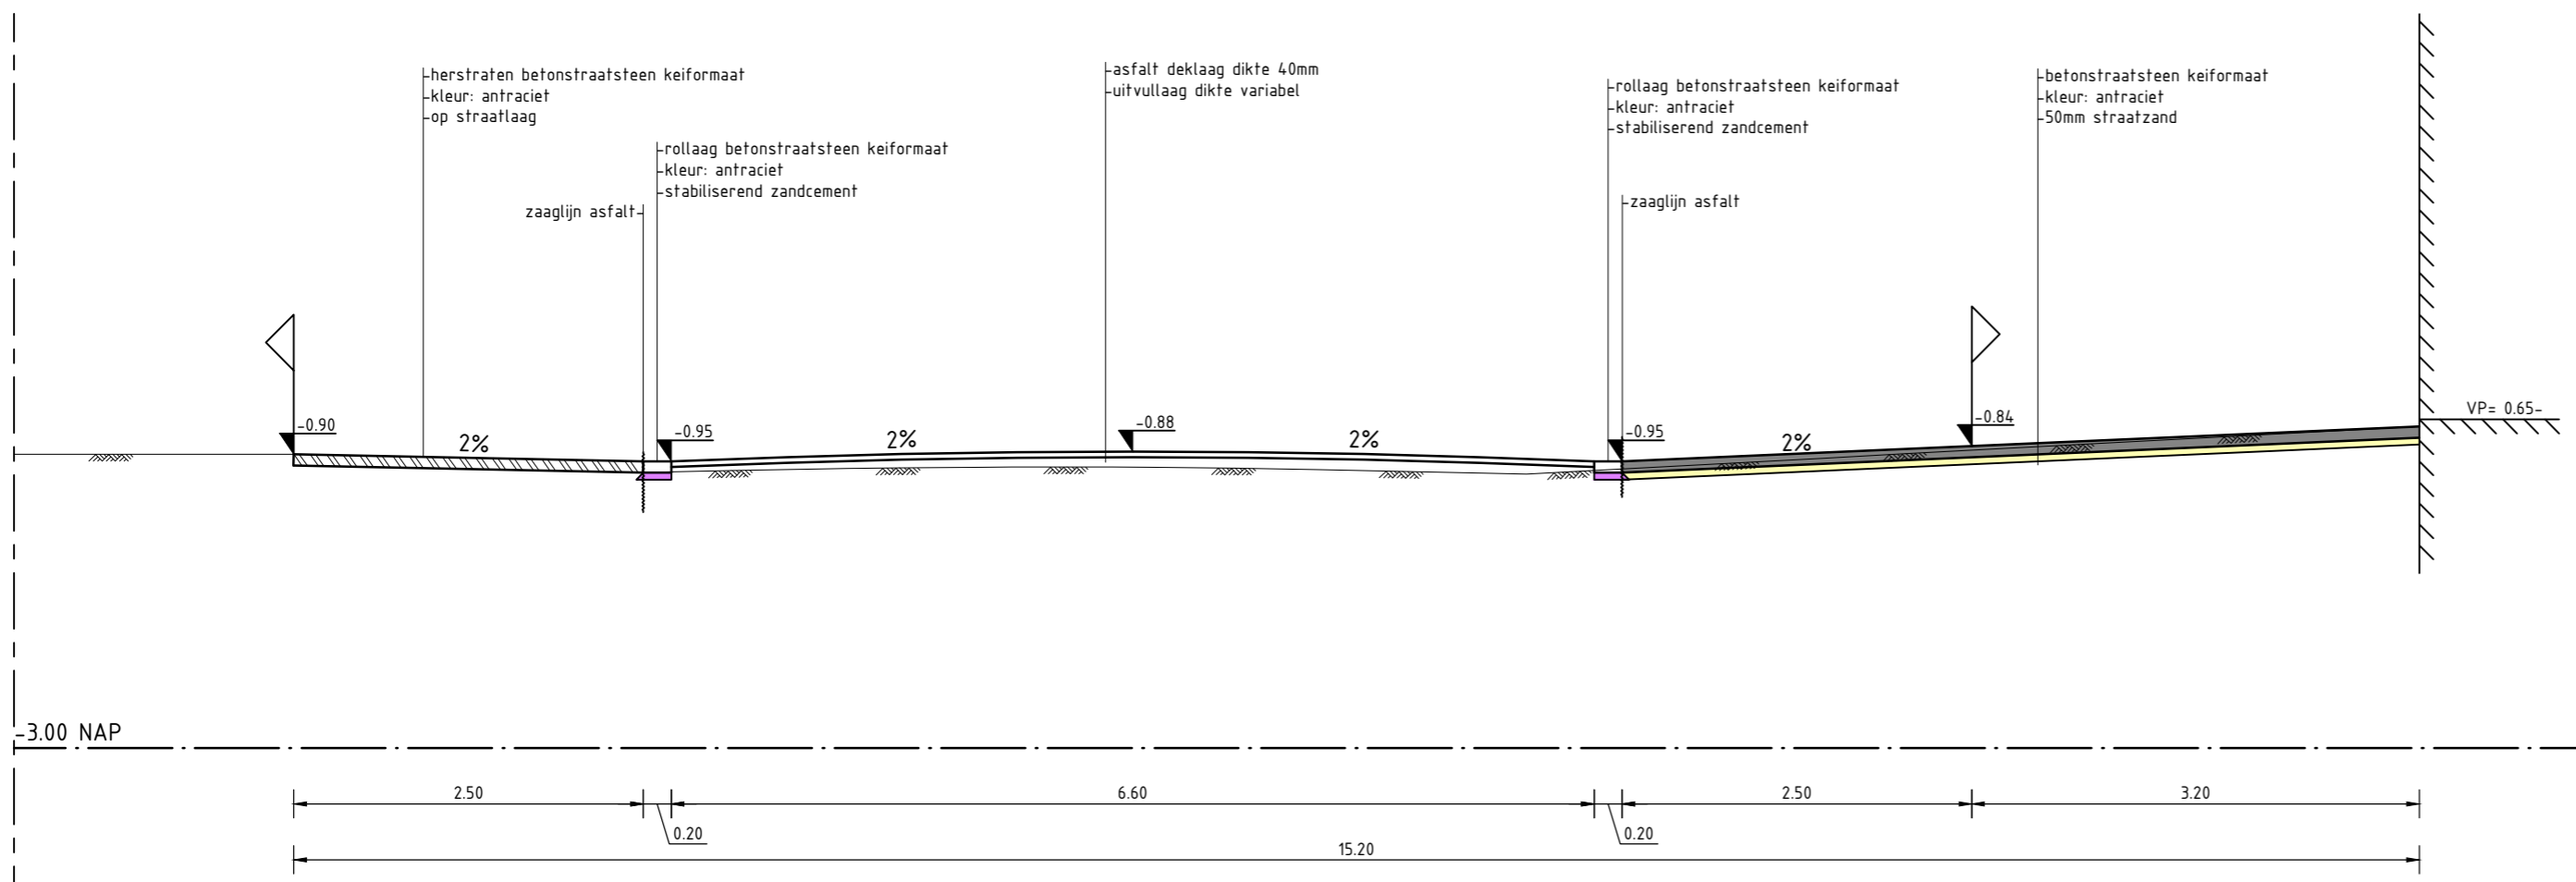 herstraten betonstraatsteen keiformaat
kleur: antraciet
op straatlaag
rollaag betonstraatsteen keiformaat
kleur: antraciet
stabiliserend zandcement
zaaglijn asfalt
asfalt deklaag dikte 40mm
uitvullaag dikte variabel
rollaag betonstraatsteen keiformaat
kleur: antraciet
stabiliserend zandcement
zaaglijn asfalt
betonstraatsteen keiformaat
kleur: antraciet
50mm straatzand
-0.90
2%
-0.95
2%
-0.88
2%
-0.95
2%
-0.84
VP= 0.65-
-3.00 NAP
2.50
0.20
6.60
0.20
2.50
3.20
15.20